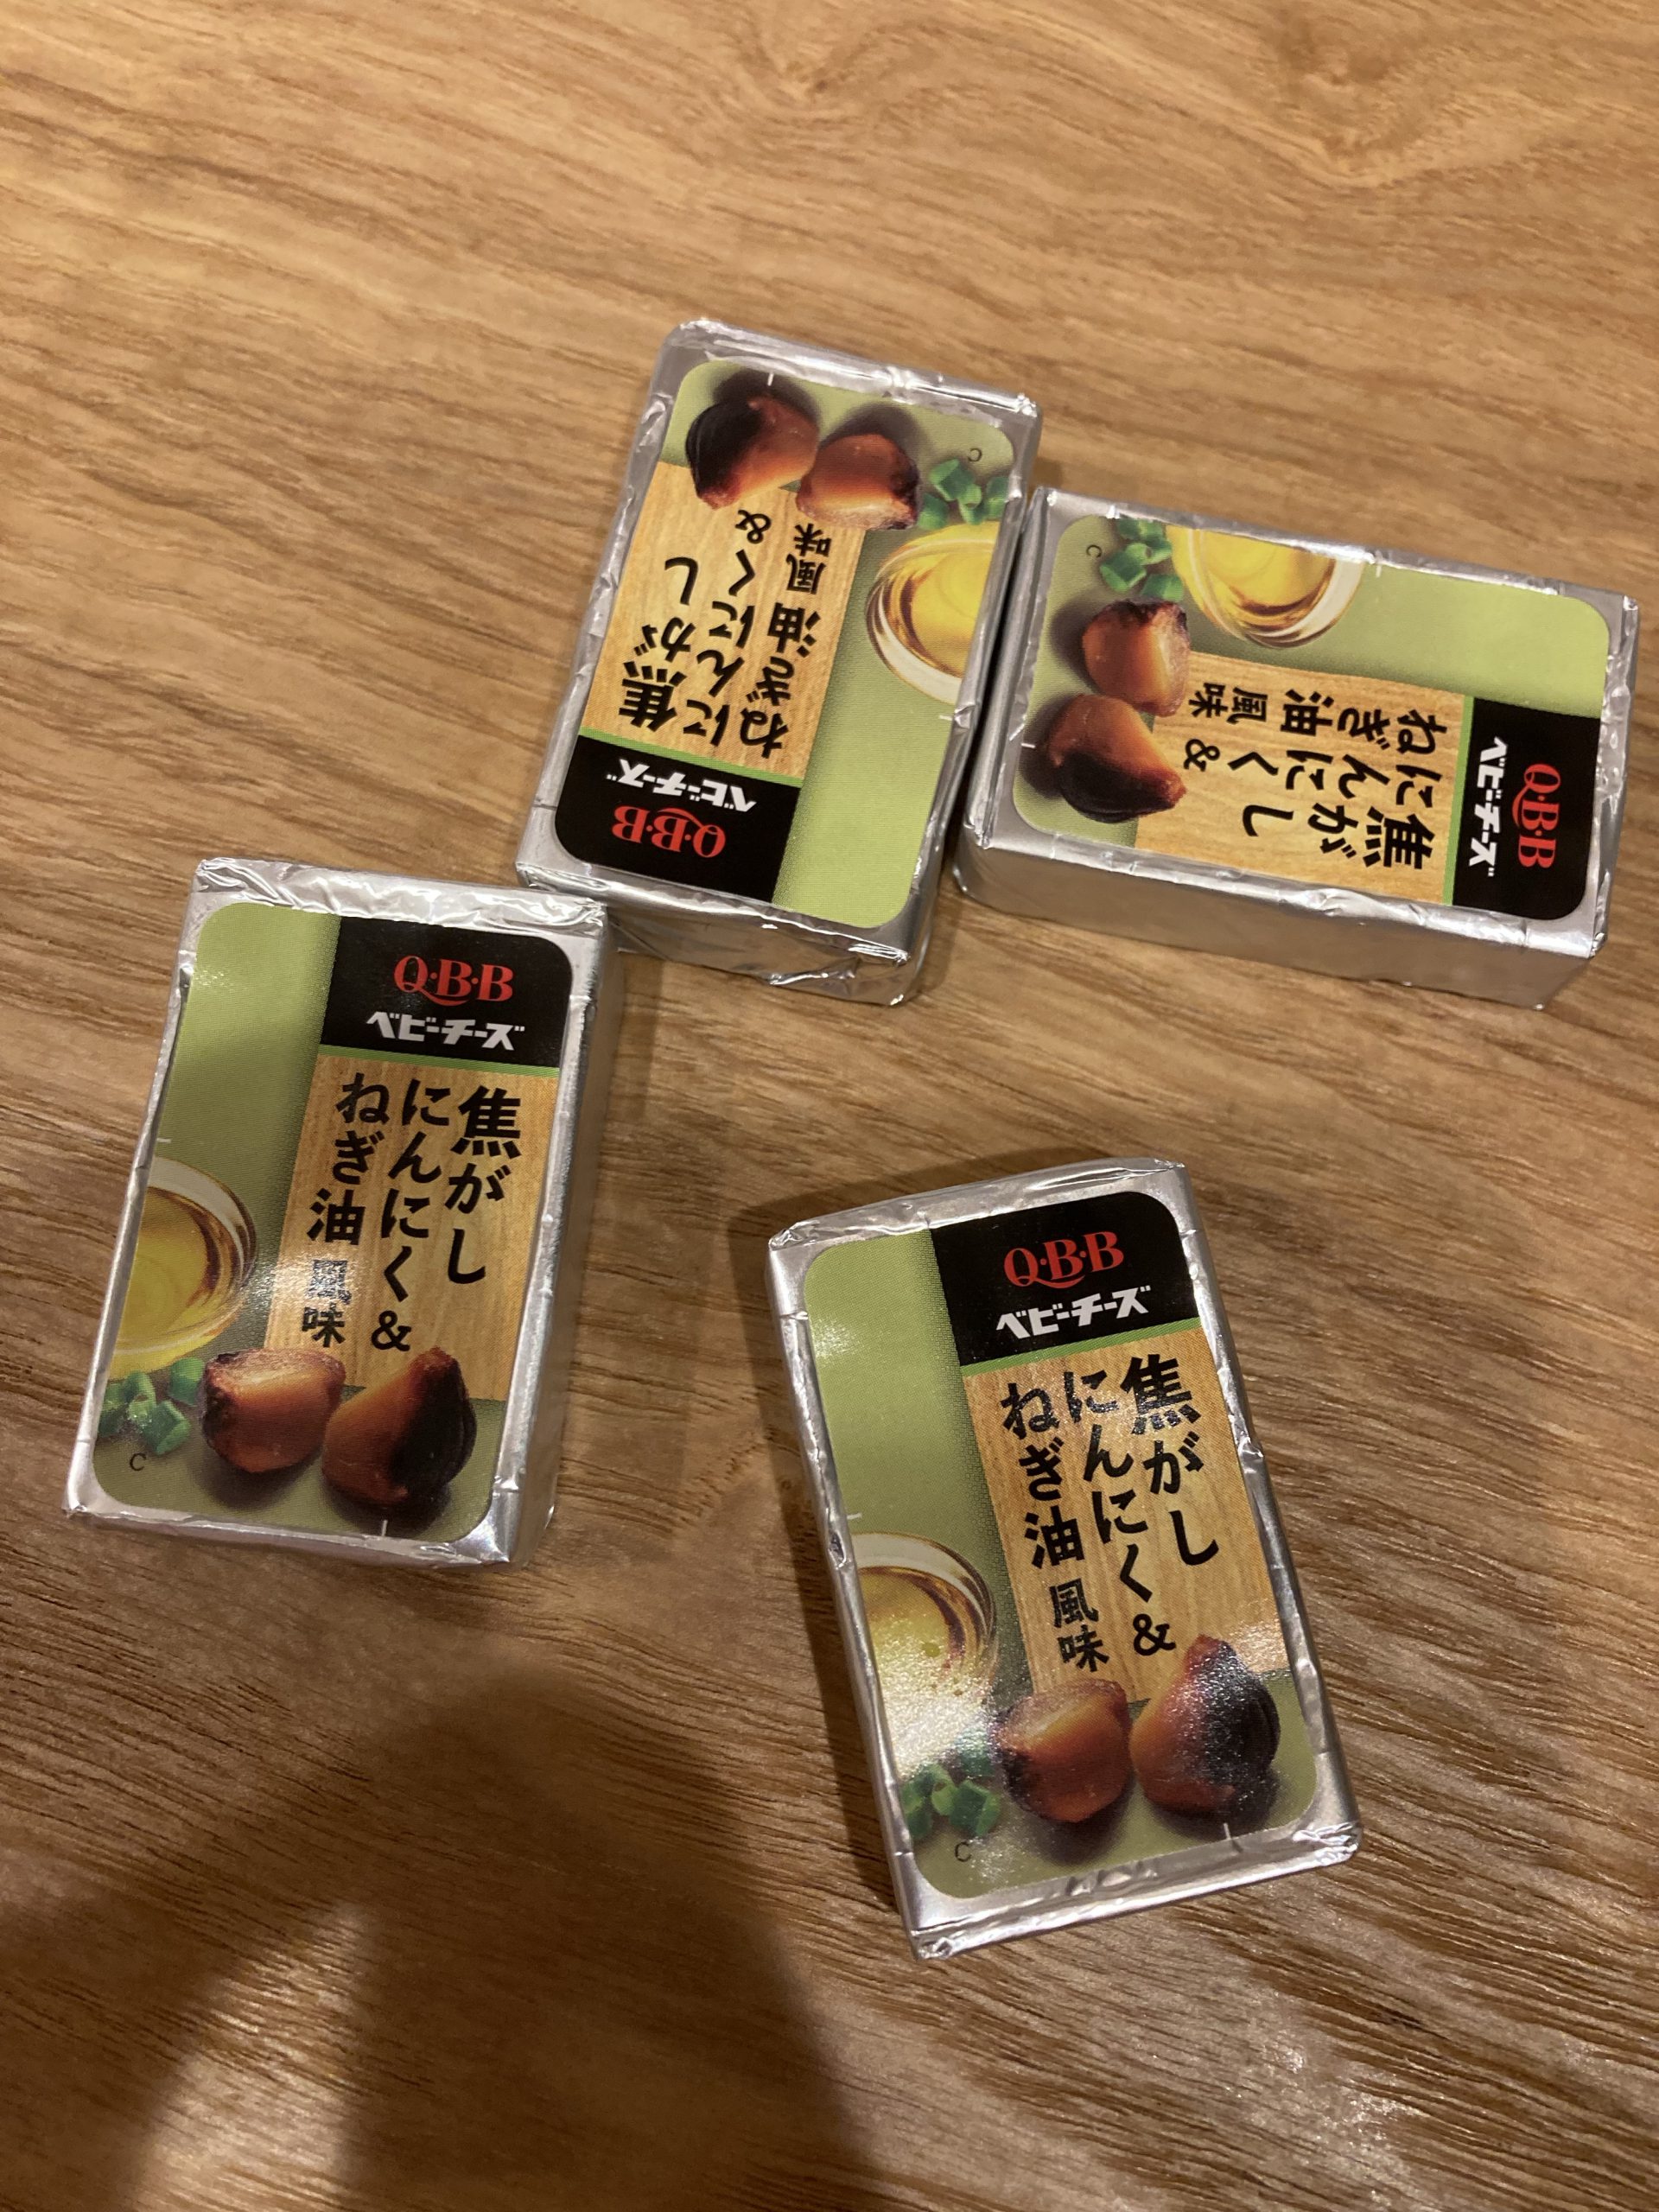 Q·B·B
ベビーチーズ
焦がし
にんにく&
ねぎ油 風味
C
Q·B·B
ベビーチーズ
焦がし
にんにく&
ねぎ油 風味
C
Q·B·B
ベビーチーズ
焦がし
にんにく&
ねぎ油 風味
C
Q·B·B
ベビーチーズ
焦がし
にんにく&
ねぎ油 風味
C